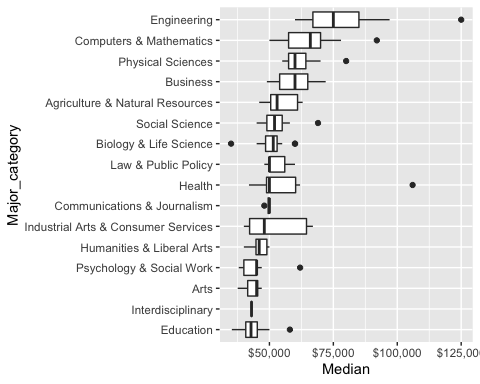 Engineering
Computers & Mathematics
Physical Sciences
Business
Agriculture & Natural Resources
Social Science
Biology & Life Science
Law & Public Policy
Health
Communications & Journalism
Industrial Arts & Consumer Services
Humanities & Liberal Arts
Psychology & Social Work
Arts
Interdisciplinary
Education
Major_category
$50,000 $75,000 $100,000 $125,00
Median